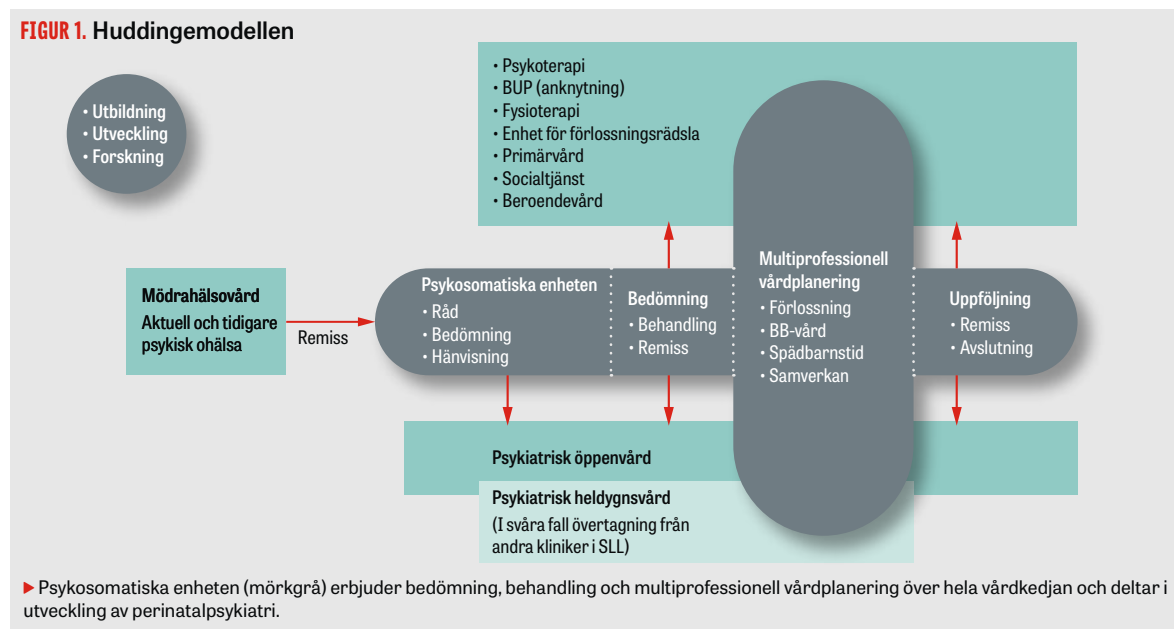 FIGUR 1. Huddingemodellen
• Utbildning
• Utveckling
• Forskning
• Psykoterapi
• BUP (anknytning)
• Fysioterapi
• Enhet för förlossningsrädsla
• Primärvård
• Socialtjänst
• Beroendevård
Mödrahälsovård
Aktuell och tidigare
psykisk ohälsa
Remiss
Psykosomatiska enheten
• Råd
• Bedömning
• Hänvisning
Bedömning
• Behandling
• Remiss
Multiprofessionell
vårdplanering
• Förlossning
• BB-vård
• Spädbarnstid
• Samverkan
Uppföljning
• Remiss
• Avslutning
Psykiatrisk öppenvård
Psykiatrisk heldygnsvård
(I svåra fall övertagning från
andra kliniker i SLL)
▶ Psykosomatiska enheten (mörkgrå) erbjuder bedömning, behandling och multiprofessionell vårdplanering över hela vårdkedjan och deltar i
utveckling av perinatalpsykiatri.